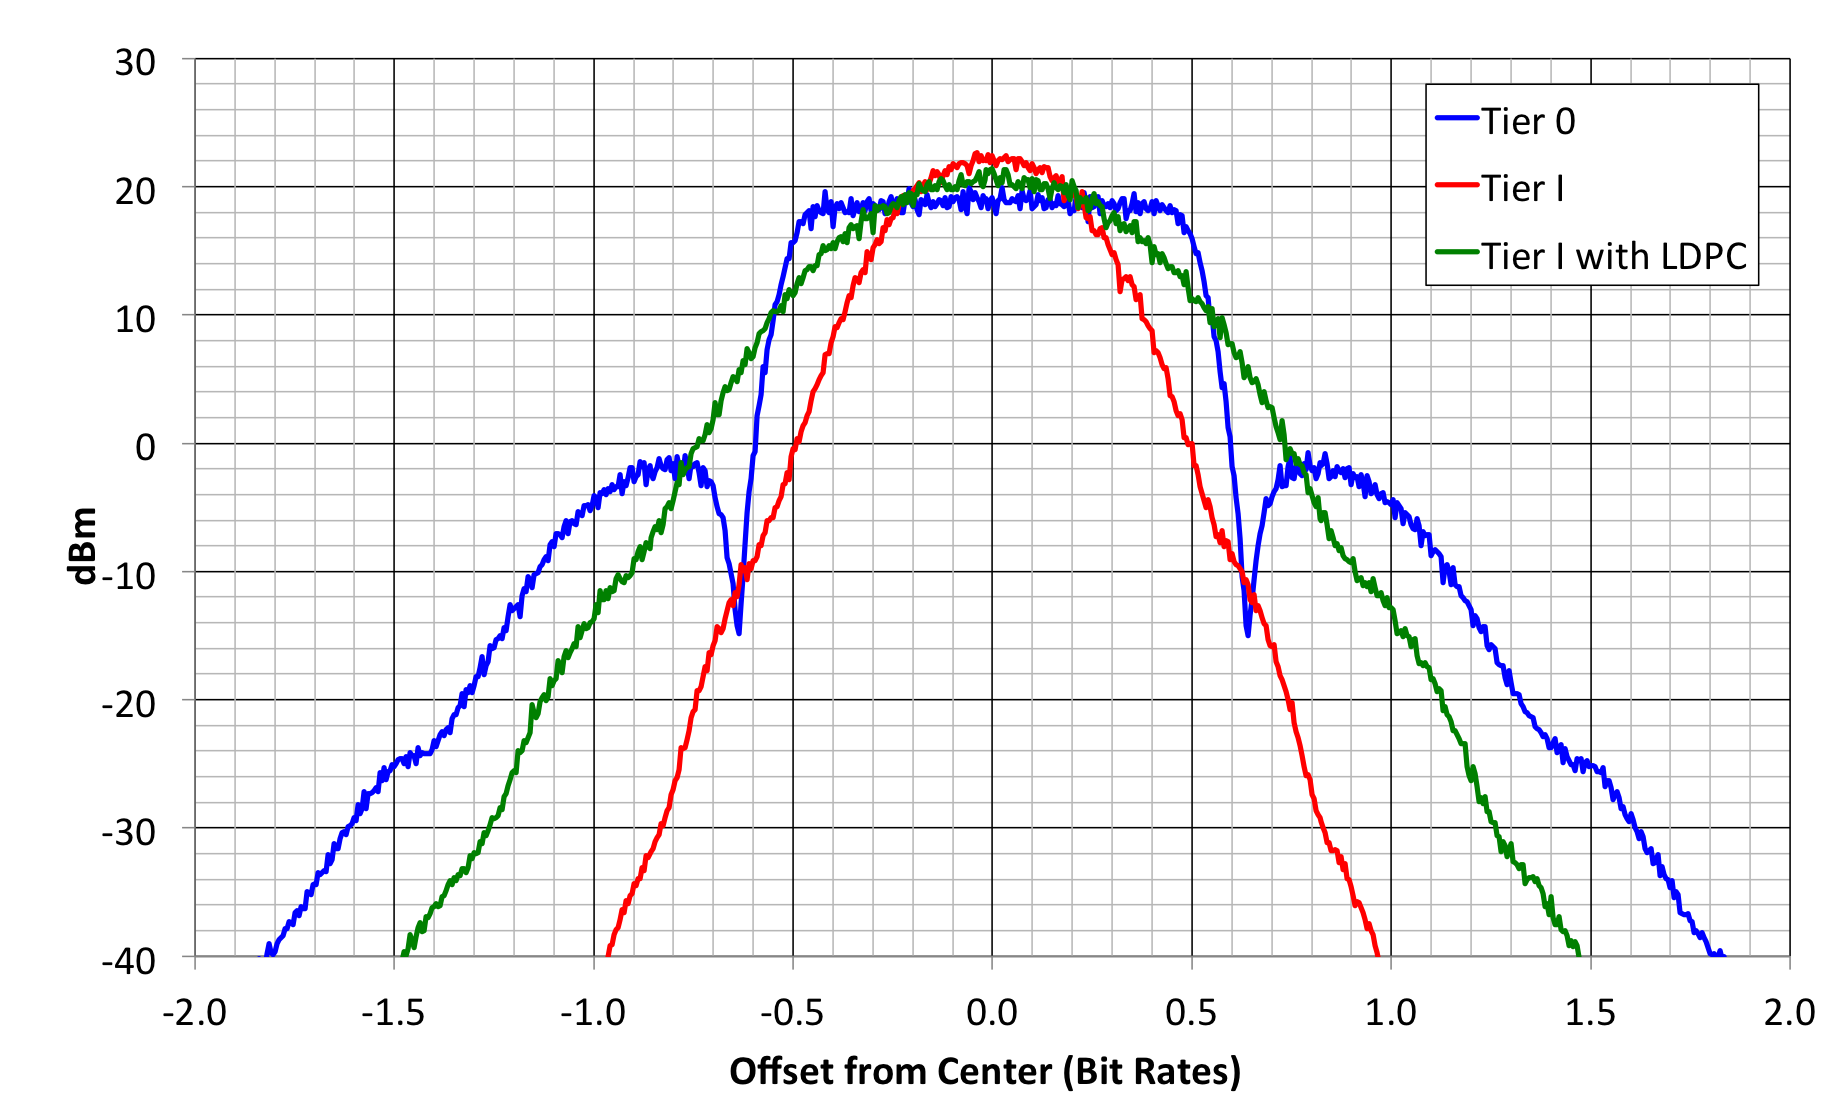 30
20
10
0
-10
-20
-30
-40
dBm
Tier 0
Tier I
Tier I with LDPC
-2.0 -1.5 -1.0 -0.5 0.0 0.5 1.0 1.5 2.0
Offset from Center (Bit Rates)